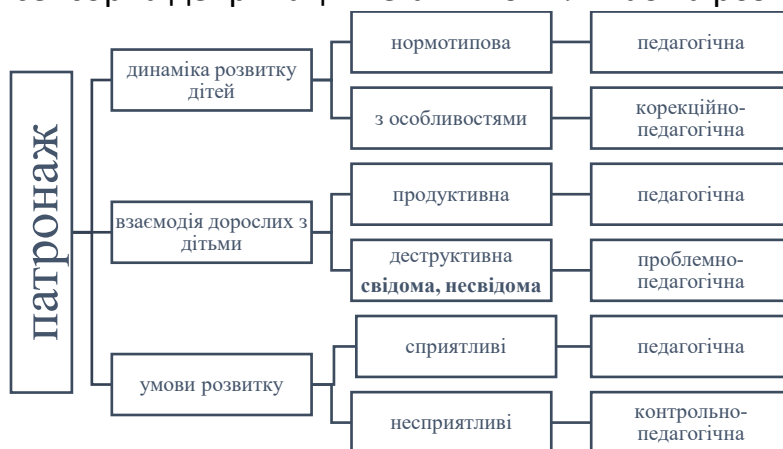 патронаж
динаміка розвитку
дітей
нормотипова
педагогічна
з особливостями
корекційно-
педагогічна
взаємодія дорослих з
дітьми
продуктивна
педагогічна
деструктивна
свідома, несвідома
проблемно-
педагогічна
умови розвитку
сприятливі
педагогічна
несприятливі
контрольно-
педагогічна